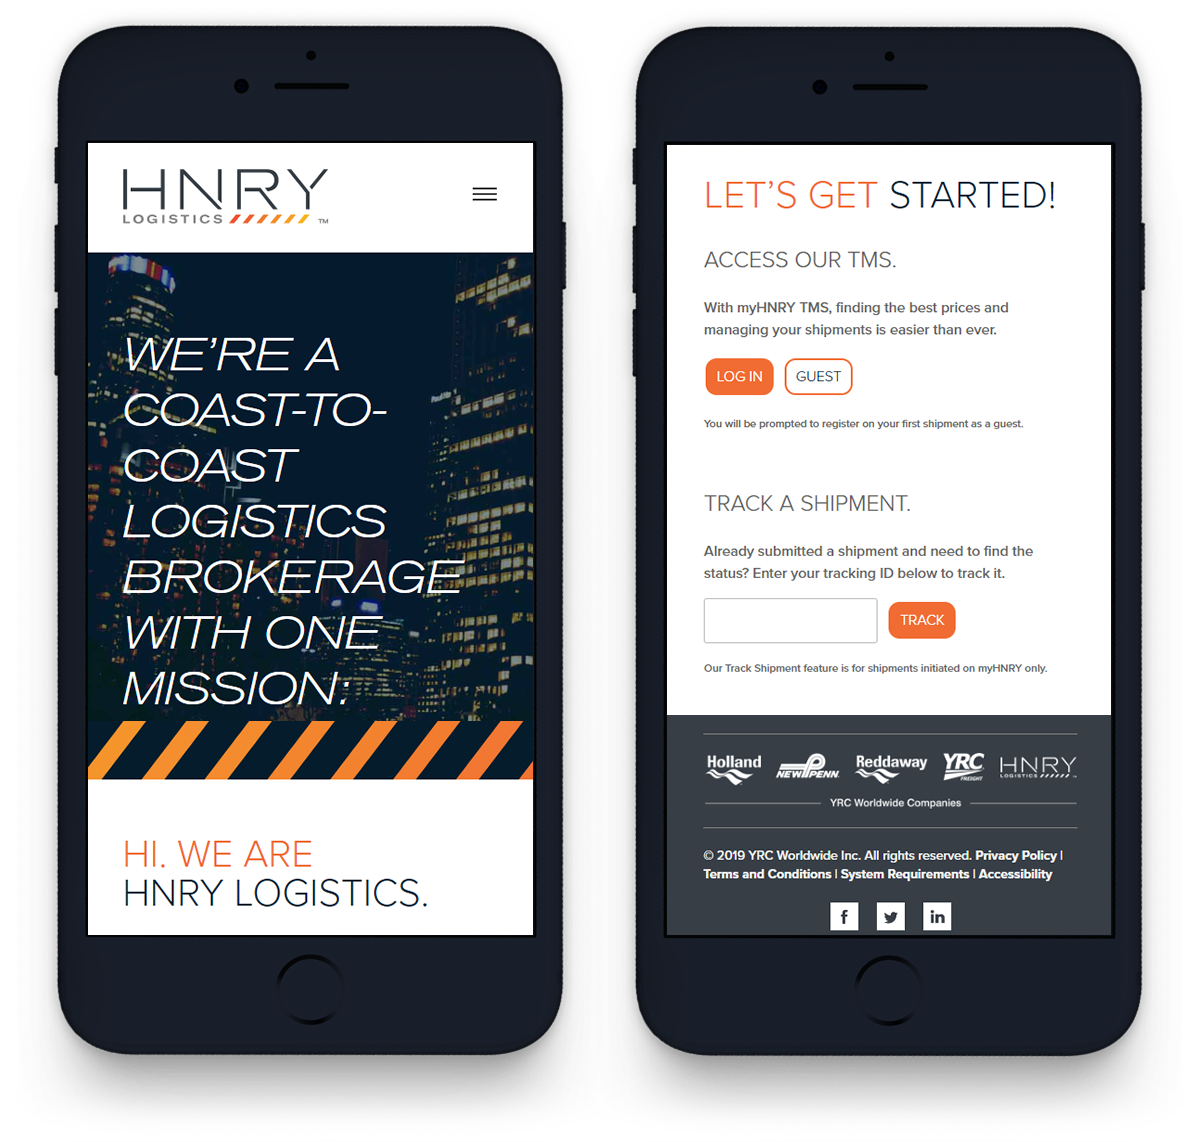 HNRY
LOGISTICS ™
WE'RE A
COAST-TO-
COAST
LOGISTICS
BROKERAGE
WITH ONE
MISSION:
HI. WE ARE
HNRY LOGISTICS.
LET'S GET STARTED!
ACCESS OUR TMS.
With myHNRY TMS, finding the best prices and
managing your shipments is easier than ever.
LOG IN GUEST
You will be prompted to register on your first shipment as a guest.
TRACK A SHIPMENT.
Already submitted a shipment and need to find the
status? Enter your tracking ID below to track it.
TRACK
Our Track Shipment feature is for shipments initiated on myHNRY only.
Holland NEW PENN Reddaway YRC FREIGHT HNRY LOGISTICS
YRC Worldwide Companies
© 2019 YRC Worldwide Inc. All rights reserved. Privacy Policy |
Terms and Conditions | System Requirements | Accessibility
f in